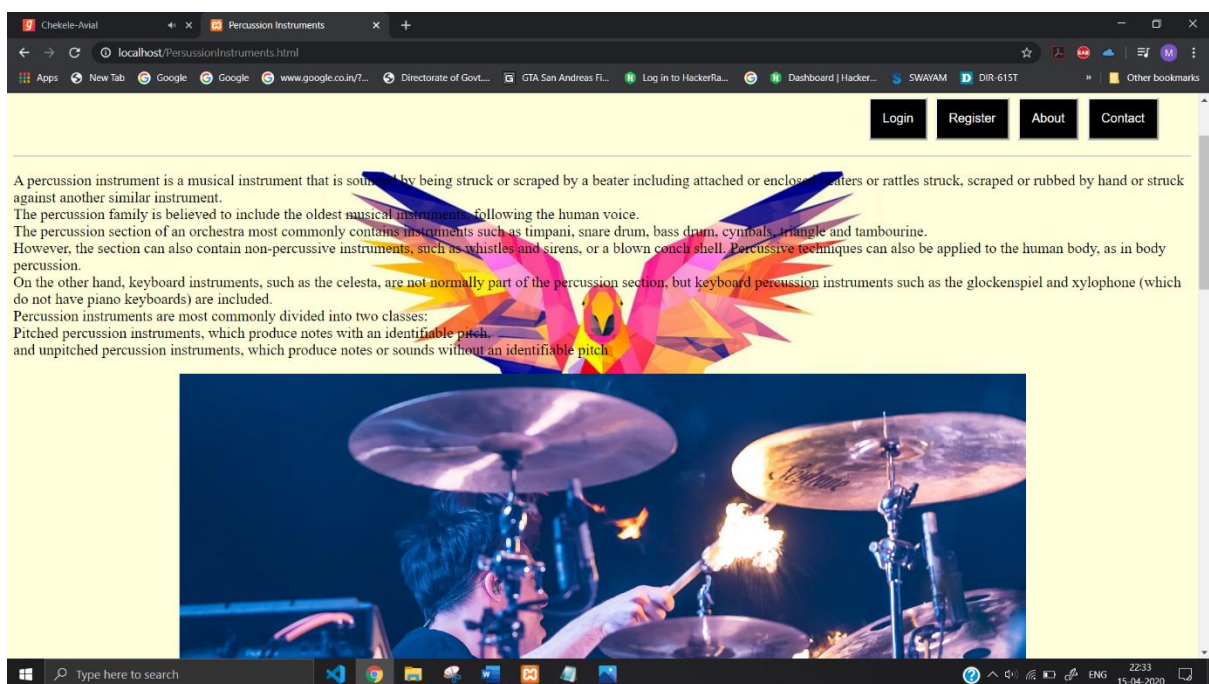 Chekele-Avial
Percussion Instruments
localhost/PersussionInstruments.html
Apps New Tab Google Google www.google.co.in/?... Directorate of Govt.... GTA San Andreas Fi... Log in to HackerRa... Dashboard | Hacker... SWAYAM DIR-615T » Other bookmarks
Login Register About Contact
A percussion instrument is a musical instrument that is sounded by being struck or scraped by a beater including attached or enclosed beaters or rattles struck, scraped or rubbed by hand or struck
against another similar instrument.
The percussion family is believed to include the oldest musical instruments, following the human voice.
The percussion section of an orchestra most commonly contains instruments such as timpani, snare drum, bass drum, cymbals, triangle and tambourine.
However, the section can also contain non-percussive instruments, such as whistles and sirens, or a blown conch shell. Percussive techniques can also be applied to the human body, as in body
percussion.
On the other hand, keyboard instruments, such as the celesta, are not normally part of the percussion section, but keyboard percussion instruments such as the glockenspiel and xylophone (which
do not have piano keyboards) are included.
Percussion instruments are most commonly divided into two classes:
Pitched percussion instruments, which produce notes with an identifiable pitch,
and unpitched percussion instruments, which produce notes or sounds without an identifiable pitch
Type here to search
ENG
22:33
15-04-2020